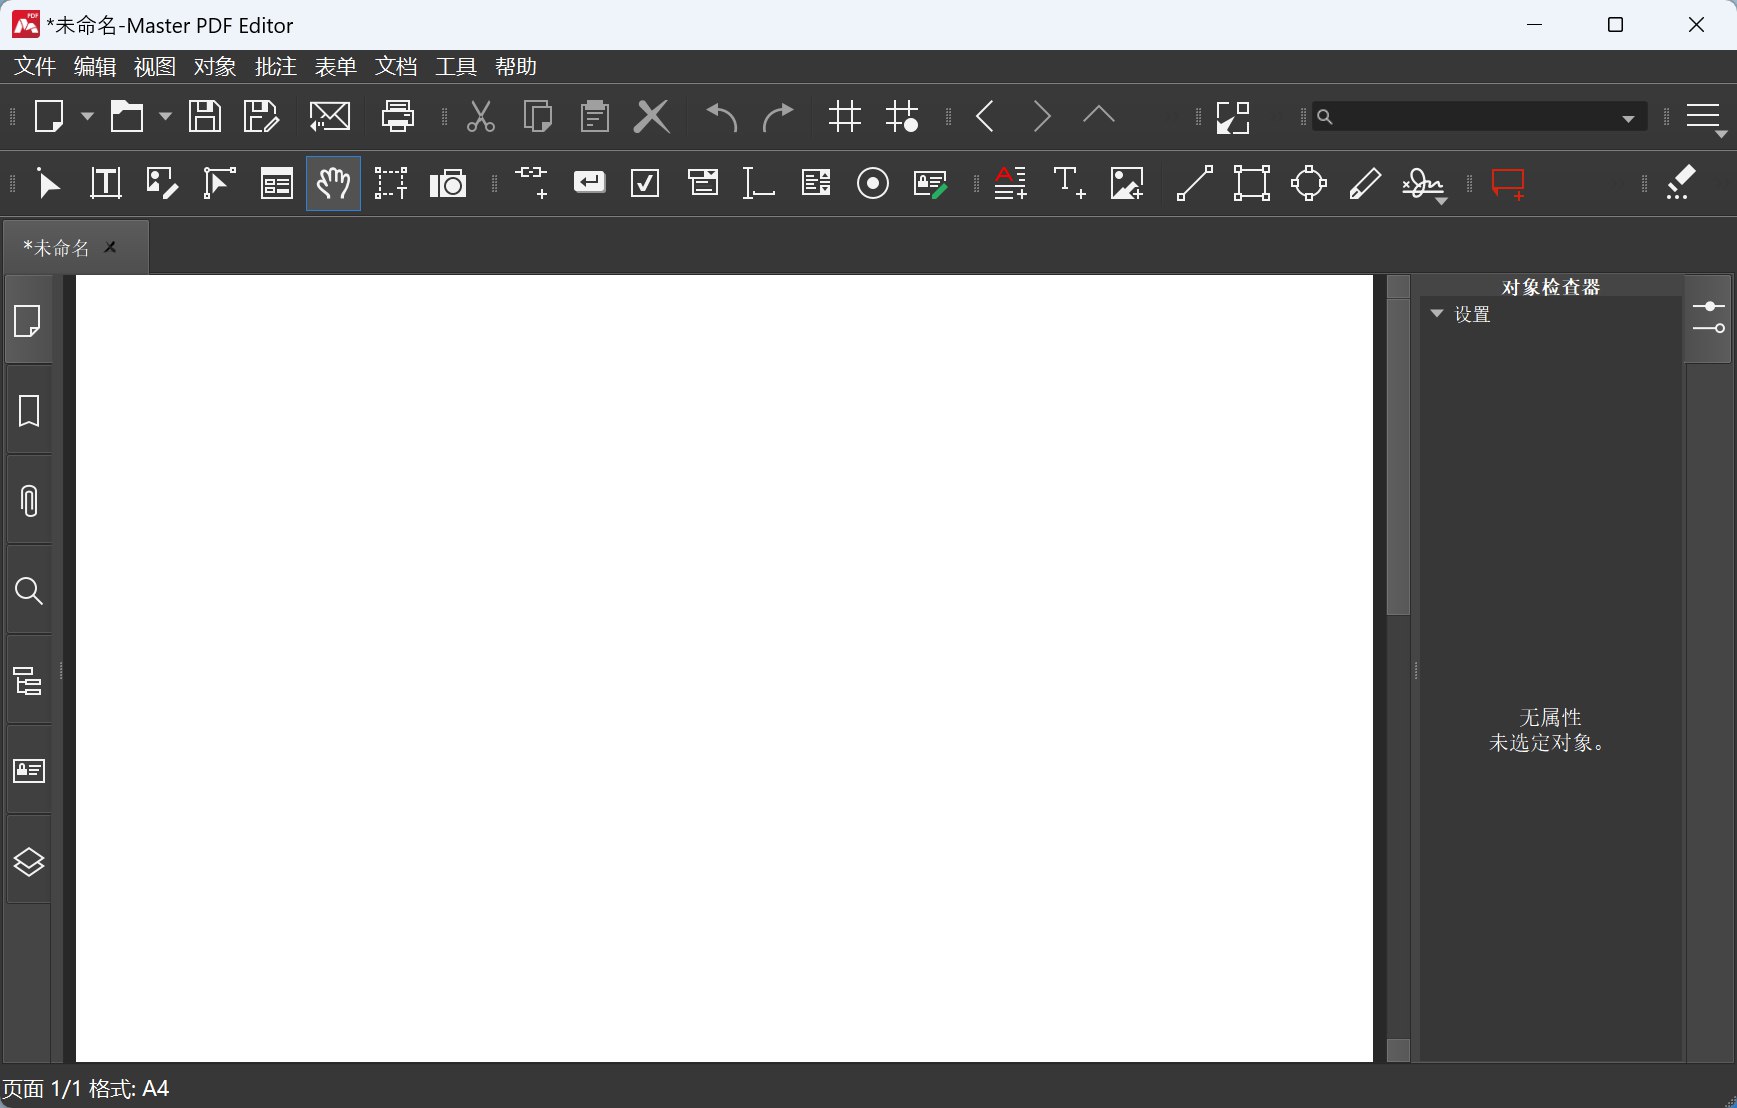 *未命名-Master PDF Editor
文件 编辑 视图 对象 批注 表单 文档 工具 帮助
*未命名
对象检查器
设置
无属性
未选定对象。
页面 1/1 格式: A4